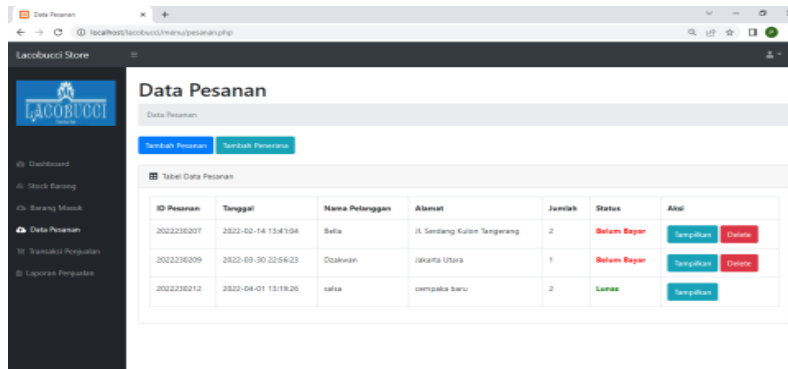 Data Pesanan
localhost/lacobucci/menu/pesanan.php
Lacobucci Store
LACOBUCCI
Dashboard
Stock Barang
Barang Masuk
Data Pesanan
Transaksi Penjualan
Laporan Penjualan
Data Pesanan
Data Pesanan
Tambah Pesanan Tambah Penerima
Tabel Data Pesanan
ID Pesanan Tanggal Nama Pelanggan Alamat Jumlah Status Aksi
2022230207 2022-02-14 13:41:04 Bella Jl. Serdang Kulon Tangerang 2 Belum Bayar Tampilkan Delete
2022230209 2022-03-30 22:56:23 Dzakwan Jakarta Utara 1 Belum Bayar Tampilkan Delete
2022230212 2022-04-01 13:19:26 salsa cempaka baru 2 Lunas Tampilkan